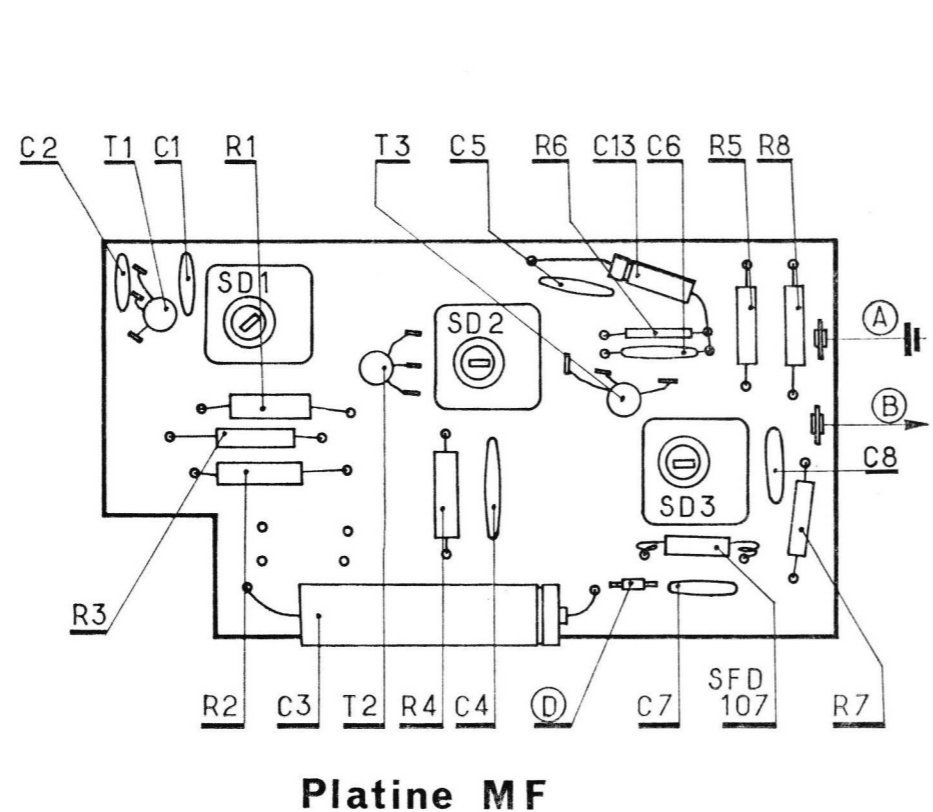 C2 T1 C1 R1 T3 C5 R6 C13 C6 R5 R8
SD1
SD2
A
B
C8
SD3
R3
SFD
R2 C3 T2 R4 C4 D C7 107 R7
Platine MF